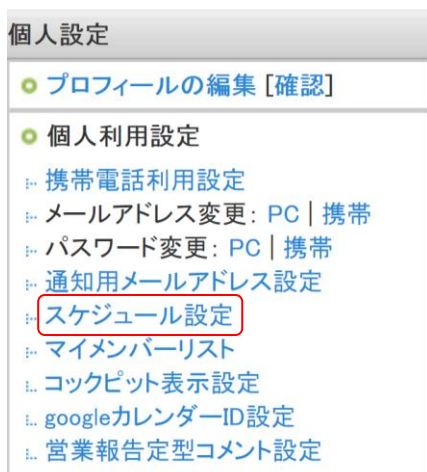 個人設定
プロフィールの編集 [確認]
個人利用設定
携帯電話利用設定
メールアドレス変更: PC | 携帯
パスワード変更: PC | 携帯
通知用メールアドレス設定
スケジュール設定
マイメンバーリスト
コックピット表示設定
googleカレンダーID設定
営業報告定型コメント設定